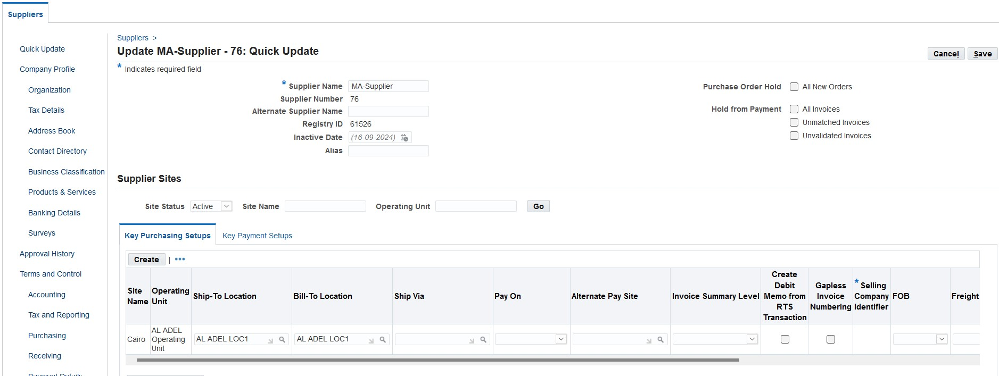 Suppliers
Quick Update
Company Profile
Organization
Tax Details
Address Book
Contact Directory
Business Classification
Products & Services
Banking Details
Surveys
Approval History
Terms and Control
Accounting
Tax and Reporting
Purchasing
Receiving
Payment Details
Suppliers >
Update MA-Supplier - 76: Quick Update
Cancel Save
* Indicates required field
* Supplier Name MA-Supplier
Supplier Number 76
Alternate Supplier Name
Registry ID 61526
Inactive Date (16-09-2024)
Alias
Purchase Order Hold All New Orders
Hold from Payment All Invoices
Unmatched Invoices
Unvalidated Invoices
Supplier Sites
Site Status Active Site Name Operating Unit Go
Key Purchasing Setups Key Payment Setups
Create | •••
Site Name
Operating Unit
Ship-To Location
Bill-To Location
Ship Via
Pay On
Alternate Pay Site
Invoice Summary Level
Create Debit Memo from RTS Transaction
Gapless Invoice Numbering
* Selling Company Identifier
FOB
Freight
Cairo
AL ADEL Operating Unit
AL ADEL LOC1
AL ADEL LOC1